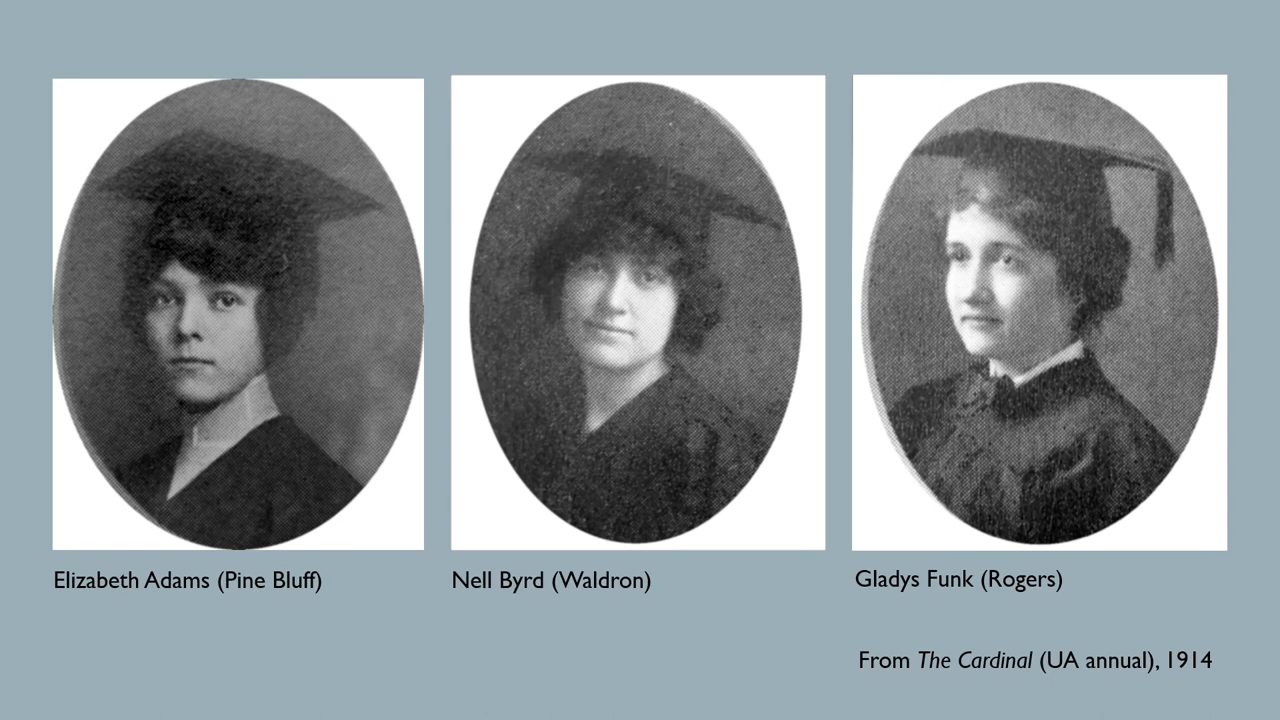 Elizabeth Adams (Pine Bluff)
Nell Byrd (Waldron)
Gladys Funk (Rogers)
From The Cardinal (UA annual), 1914